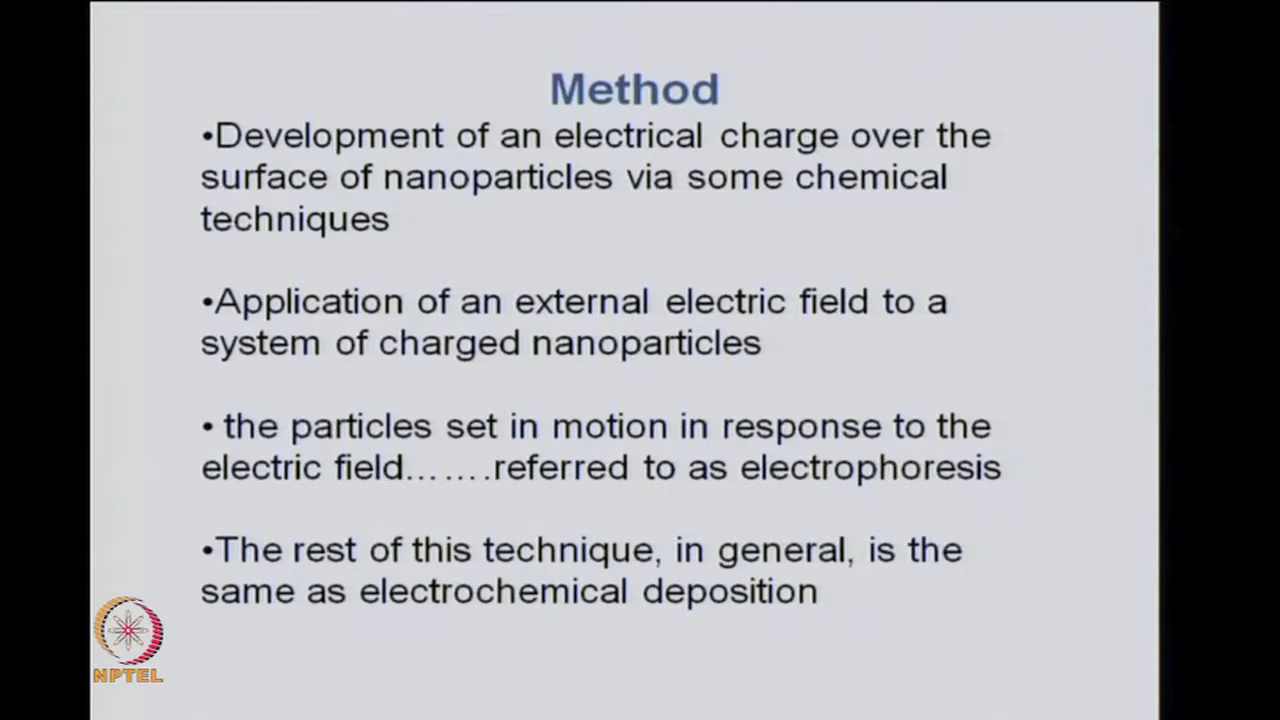 Method
•Development of an electrical charge over the
surface of nanoparticles via some chemical
techniques
•Application of an external electric field to a
system of charged nanoparticles
• the particles set in motion in response to the
electric field…….referred to as electrophoresis
•The rest of this technique, in general, is the
same as electrochemical deposition
NPTEL